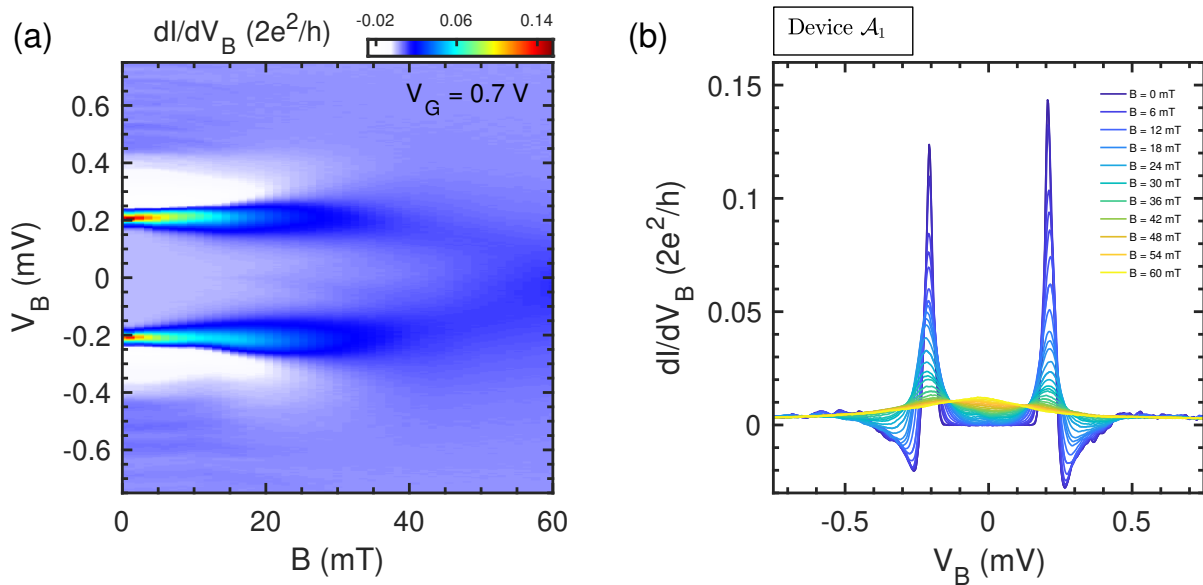 (a)
dI/dV_B (2e^2/h)
-0.02 0.06 0.14
V_G = 0.7 V
V_B (mV)
0.6
0.4
0.2
0
-0.2
-0.4
-0.6
0 20 40 60
B (mT)
(b)
Device 𝒜_1
dI/dV_B (2e^2/h)
0.15
0.1
0.05
0
B = 0 mT
B = 6 mT
B = 12 mT
B = 18 mT
B = 24 mT
B = 30 mT
B = 36 mT
B = 42 mT
B = 48 mT
B = 54 mT
B = 60 mT
-0.5 0 0.5
V_B (mV)